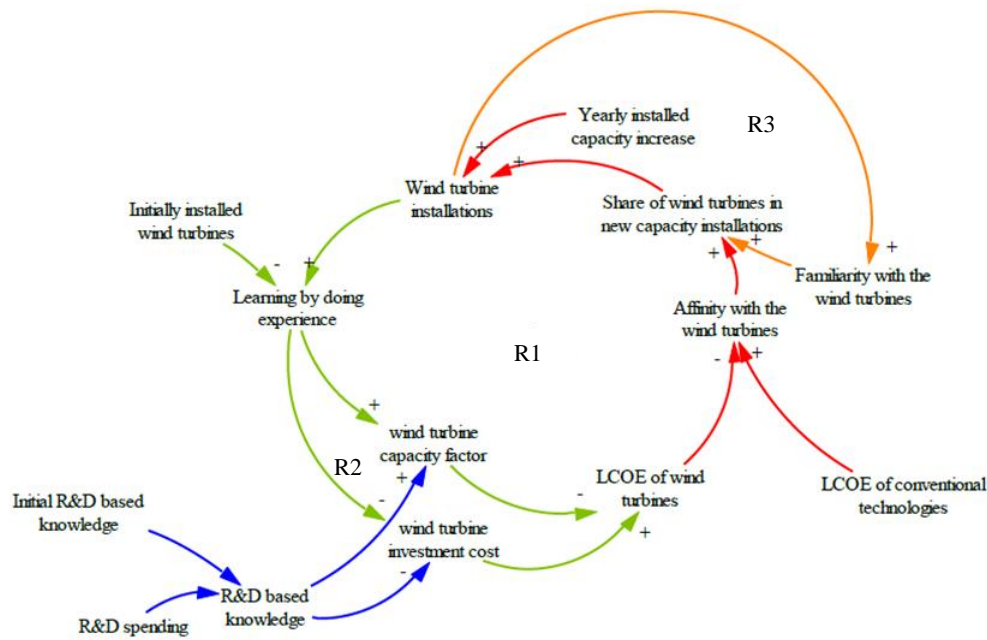 Yearly installed
capacity increase
R3
+
+
Wind turbine
installations
Share of wind turbines in
new capacity installations
Initially installed
wind turbines
+
+
+
Familiarity with the
wind turbines
-
+
Learning by doing
experience
Affinity with the
wind turbines
R1
-
+
+
wind turbine
capacity factor
R2
+
LCOE of wind
turbines
LCOE of conventional
technologies
-
-
Initial R&D based
knowledge
wind turbine
investment cost
+
-
R&D based
knowledge
R&D spending